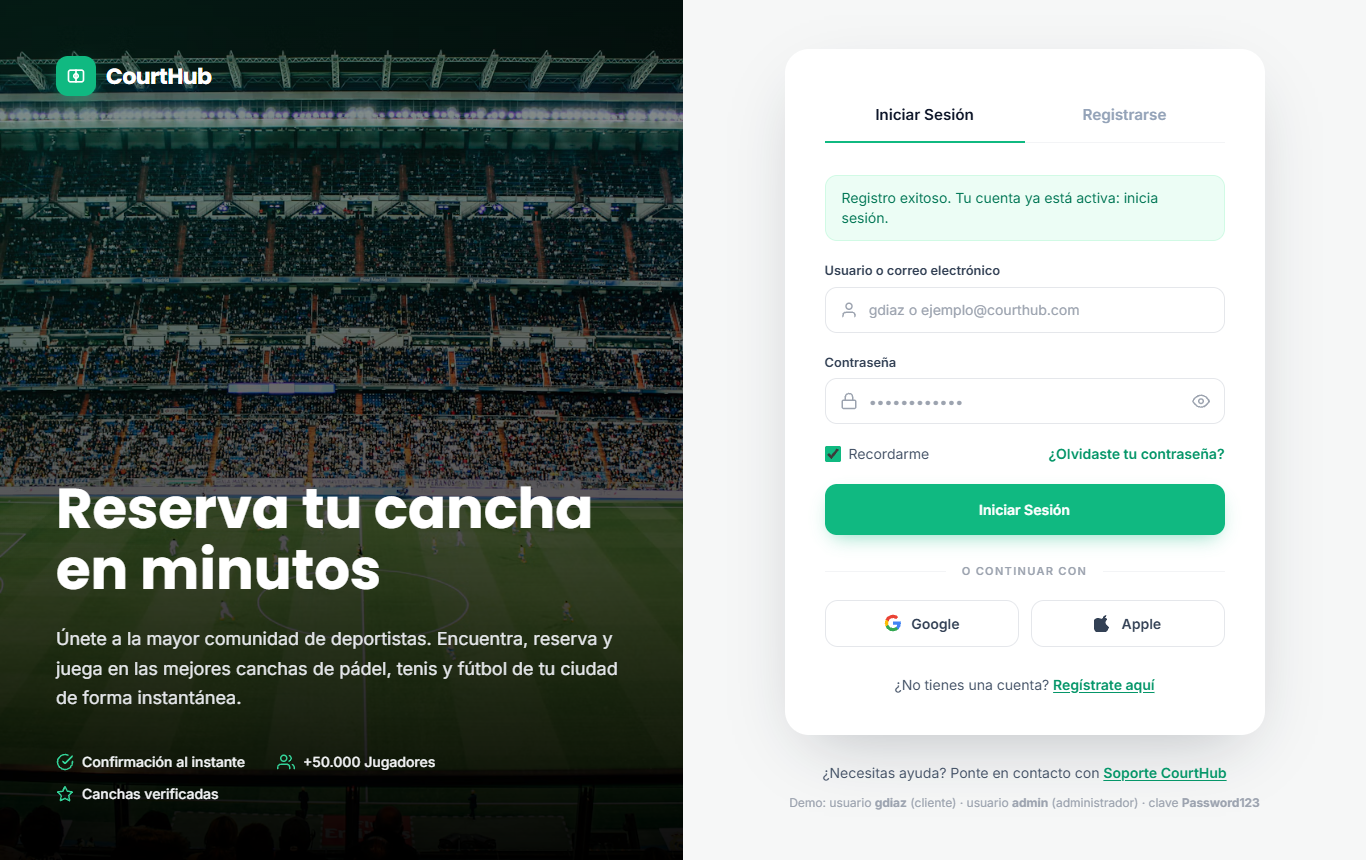 CourtHub
Reserva tu cancha
en minutos
Únete a la mayor comunidad de deportistas. Encuentra, reserva y
juega en las mejores canchas de pádel, tenis y fútbol de tu ciudad
de forma instantánea.
Confirmación al instante
+50.000 Jugadores
Canchas verificadas
Iniciar Sesión
Registrarse
Registro exitoso. Tu cuenta ya está activa: inicia
sesión.
Usuario o correo electrónico
gdiaz o ejemplo@courthub.com
Contraseña
••••••••••••
Recordarme
¿Olvidaste tu contraseña?
Iniciar Sesión
O CONTINUAR CON
Google
Apple
¿No tienes una cuenta? Regístrate aquí
¿Necesitas ayuda? Ponte en contacto con Soporte CourtHub
Demo: usuario gdiaz (cliente) · usuario admin (administrador) · clave Password123